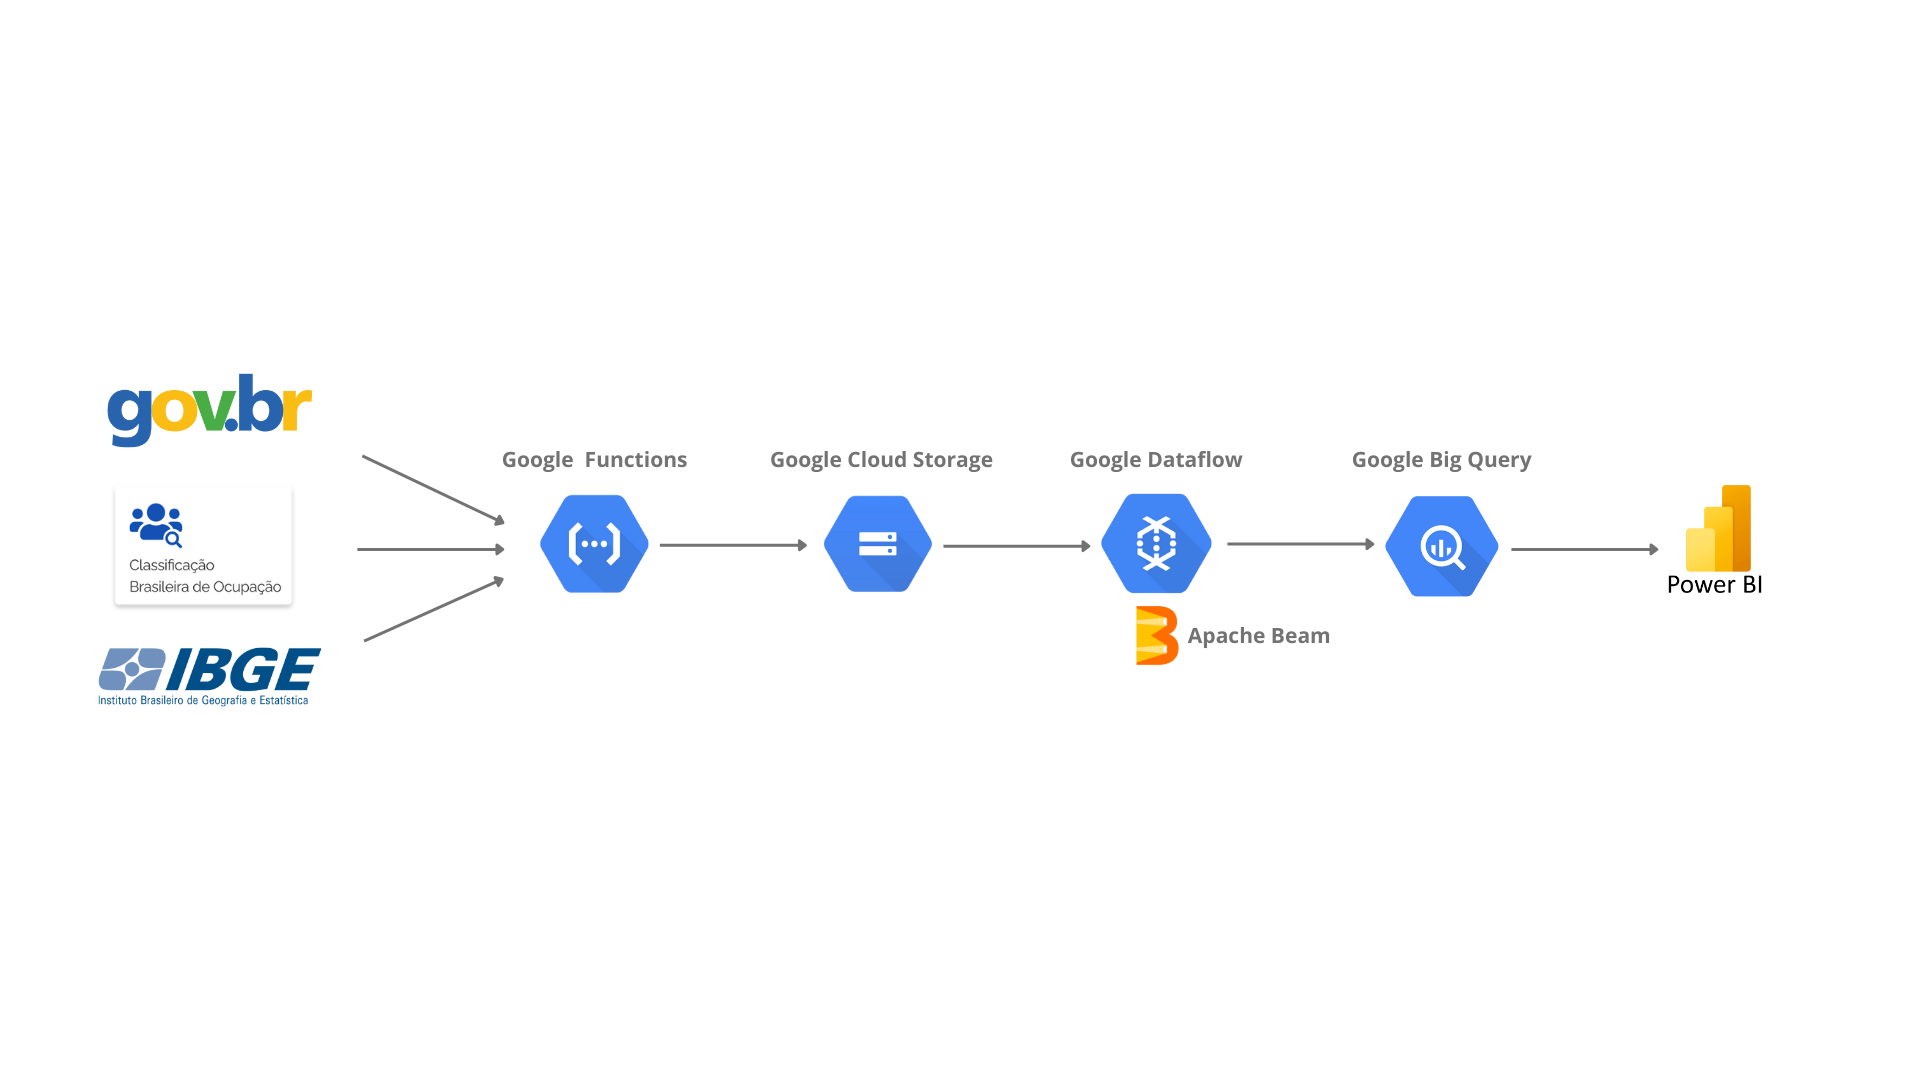 gov.br
Classificação
Brasileira de Ocupação
IBGE
Instituto Brasileiro de Geografia e Estatística
Google  Functions
Google Cloud Storage
Google Dataflow
Apache Beam
Google Big Query
Power BI